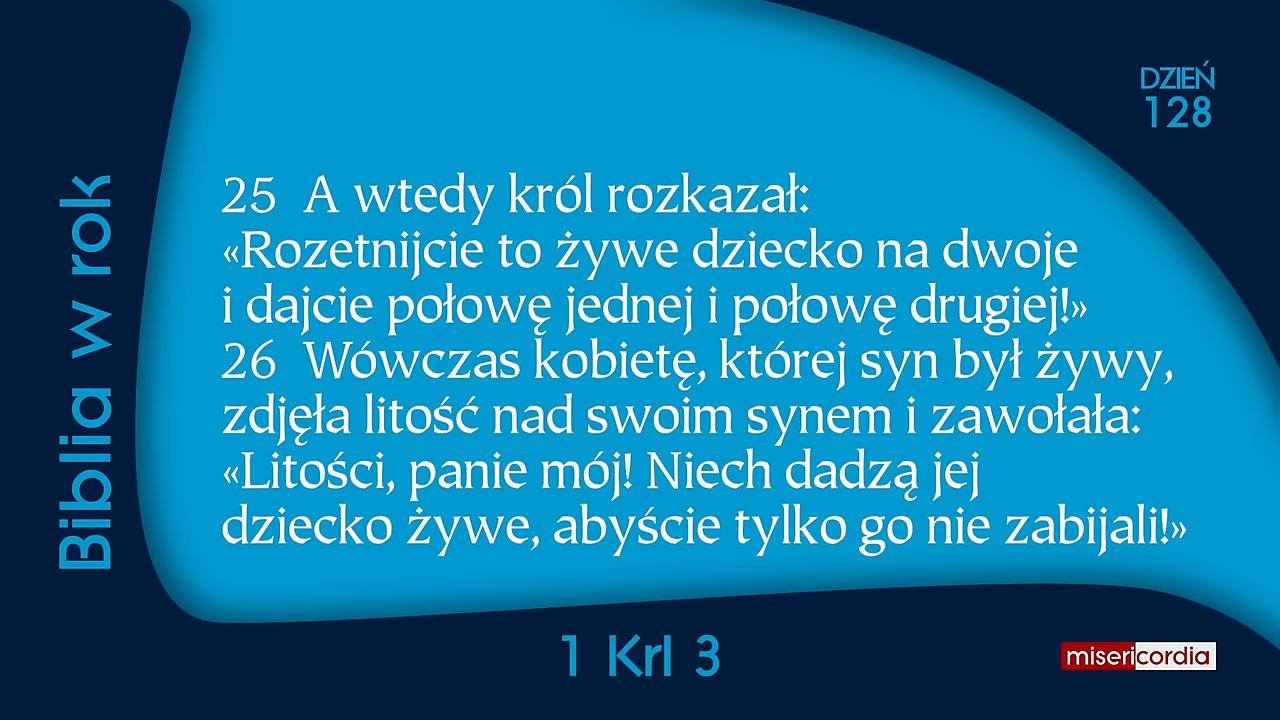 Biblia w rok
DZIEŃ
128
25 A wtedy król rozkazał:
«Rozetnijcie to żywe dziecko na dwoje
i dajcie połowę jednej i połowę drugiej!»
26 Wówczas kobietę, której syn był żywy,
zdjęła litość nad swoim synem i zawołała:
«Litości, panie mój! Niech dadzą jej
dziecko żywe, abyście tylko go nie zabijali!»
1 Krl 3
misericordia